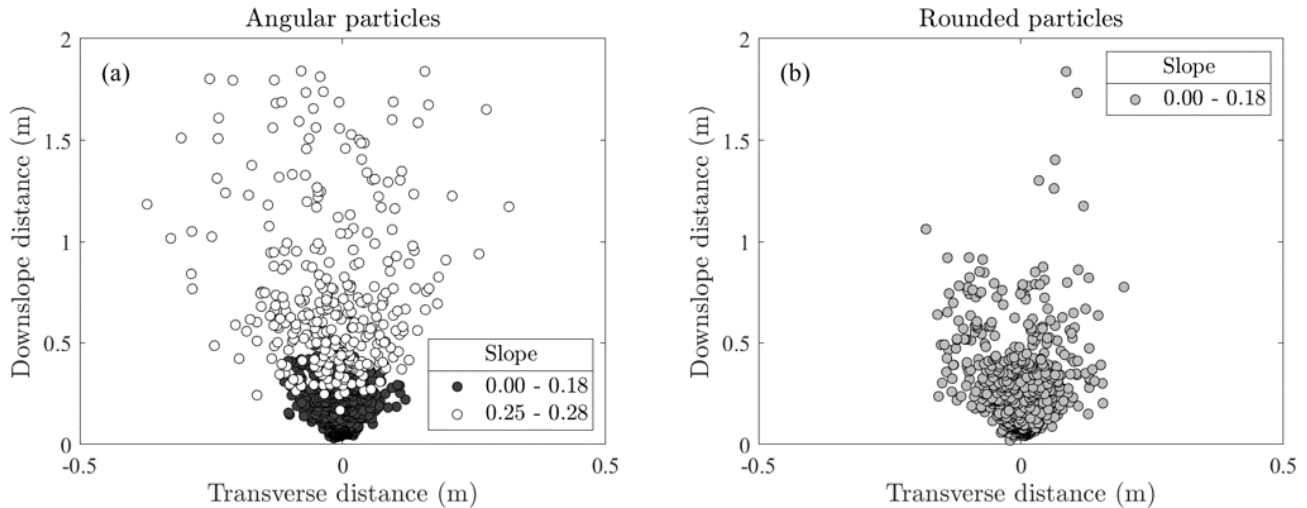 Angular particles
(a)
2
1.5
1
0.5
0
Downslope distance (m)
-0.5
0
0.5
Transverse distance (m)
Slope
0.00 - 0.18
0.25 - 0.28
Rounded particles
(b)
2
1.5
1
0.5
0
Downslope distance (m)
-0.5
0
0.5
Transverse distance (m)
Slope
0.00 - 0.18